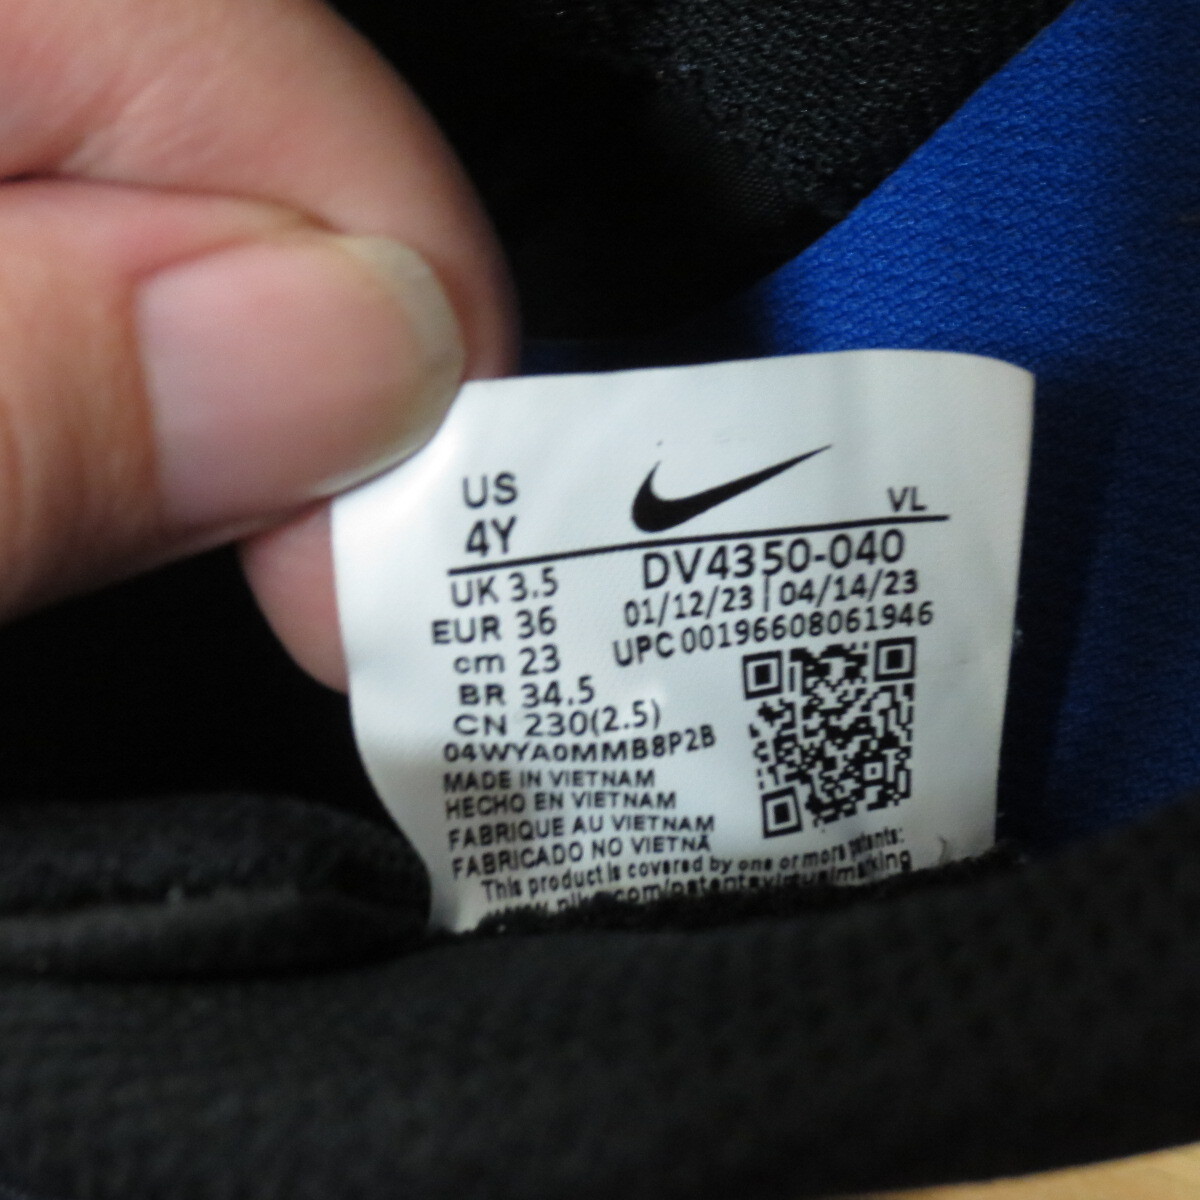 US
4Y
VL
UK 3.5
EUR 36
cm 23
BR 34.5
CN 230(2.5)
DV4350-040
01/12/23 | 04/14/23
UPC 00196608061946
04WYA0MMB8P2B
MADE IN VIETNAM
HECHO EN VIETNAM
FABRIQUE AU VIETNAM
FABRICADO NO VIETNÃ
This product is covered by one or more patents: